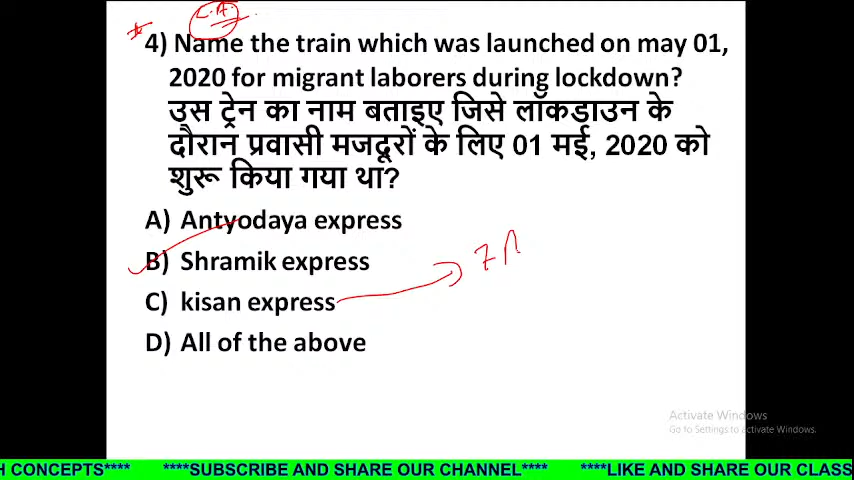 C.A.
4) Name the train which was launched on may 01,
2020 for migrant laborers during lockdown?
उस ट्रेन का नाम बताइए जिसे लॉकडाउन के
दौरान प्रवासी मजदूरों के लिए 01 मई, 2020 को
शुरू किया गया था?
A) Antyodaya express
B) Shramik express
C) kisan express
D) All of the above
Activate Windows
Go to Settings to Activate Windows.
H CONCEPTS**** ****SUBSCRIBE AND SHARE OUR CHANNEL**** ****LIKE AND SHARE OUR CLASS